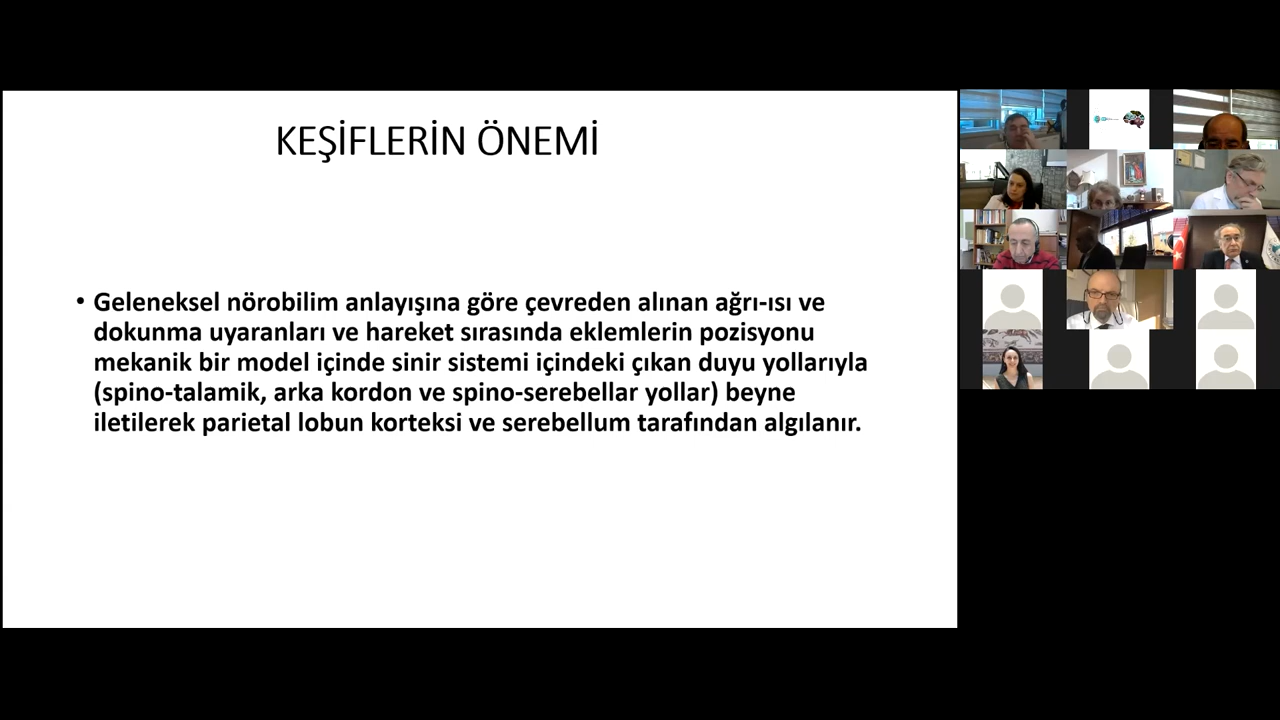 KEŞİFLERİN ÖNEMİ
• Geleneksel nörobilim anlayışına göre çevreden alınan ağrı-ısı ve
dokunma uyaranları ve hareket sırasında eklemlerin pozisyonu
mekanik bir model içinde sinir sistemi içindeki çıkan duyu yollarıyla
(spino-talamik, arka kordon ve spino-serebellar yollar) beyne
iletilerek parietal lobun korteksi ve serebellum tarafından algılanır.